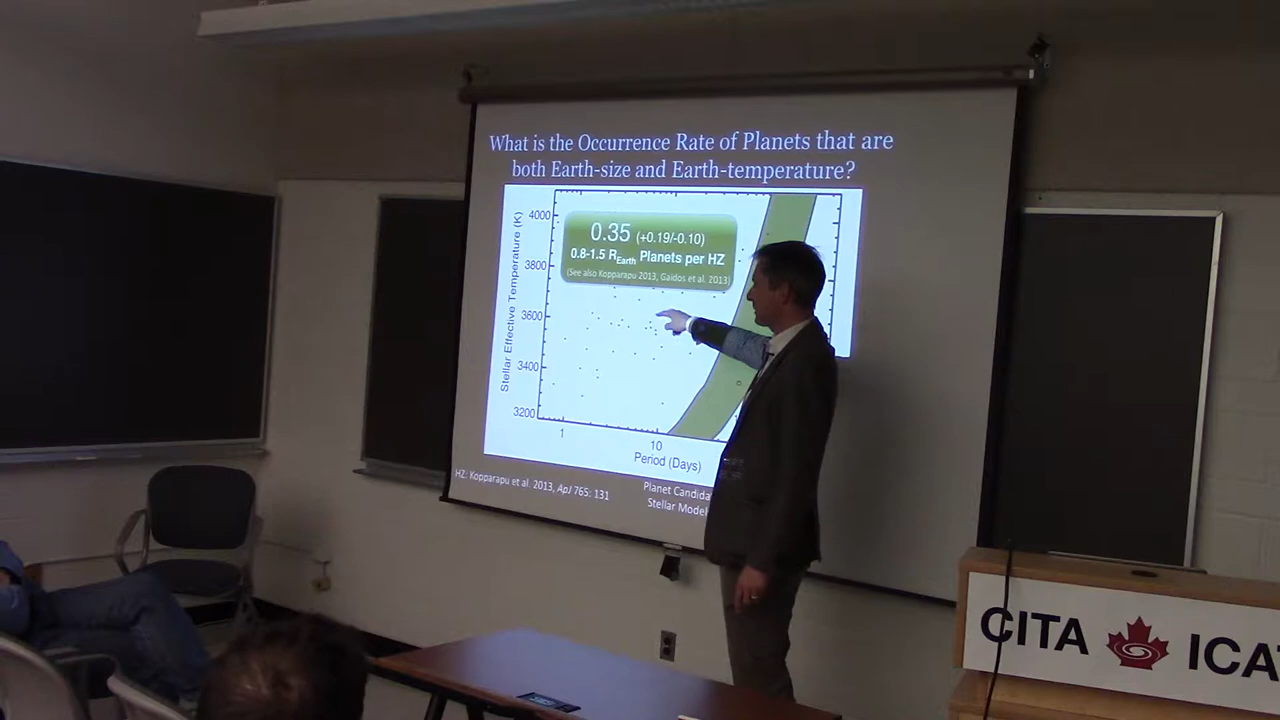 What is the Occurrence Rate of Planets that are
both Earth-size and Earth-temperature?
0.35 (+0.19/-0.10)
0.8-1.5 REarth Planets per HZ
(See also Kopparapu 2013, Gaidos et al. 2013)
Stellar Effective Temperature (K)
4000
3800
3600
3400
3200
1
10
Period (Days)
HZ: Kopparapu et al. 2013, ApJ 765: 131
Planet Candida
Stellar Model
CITA ICA